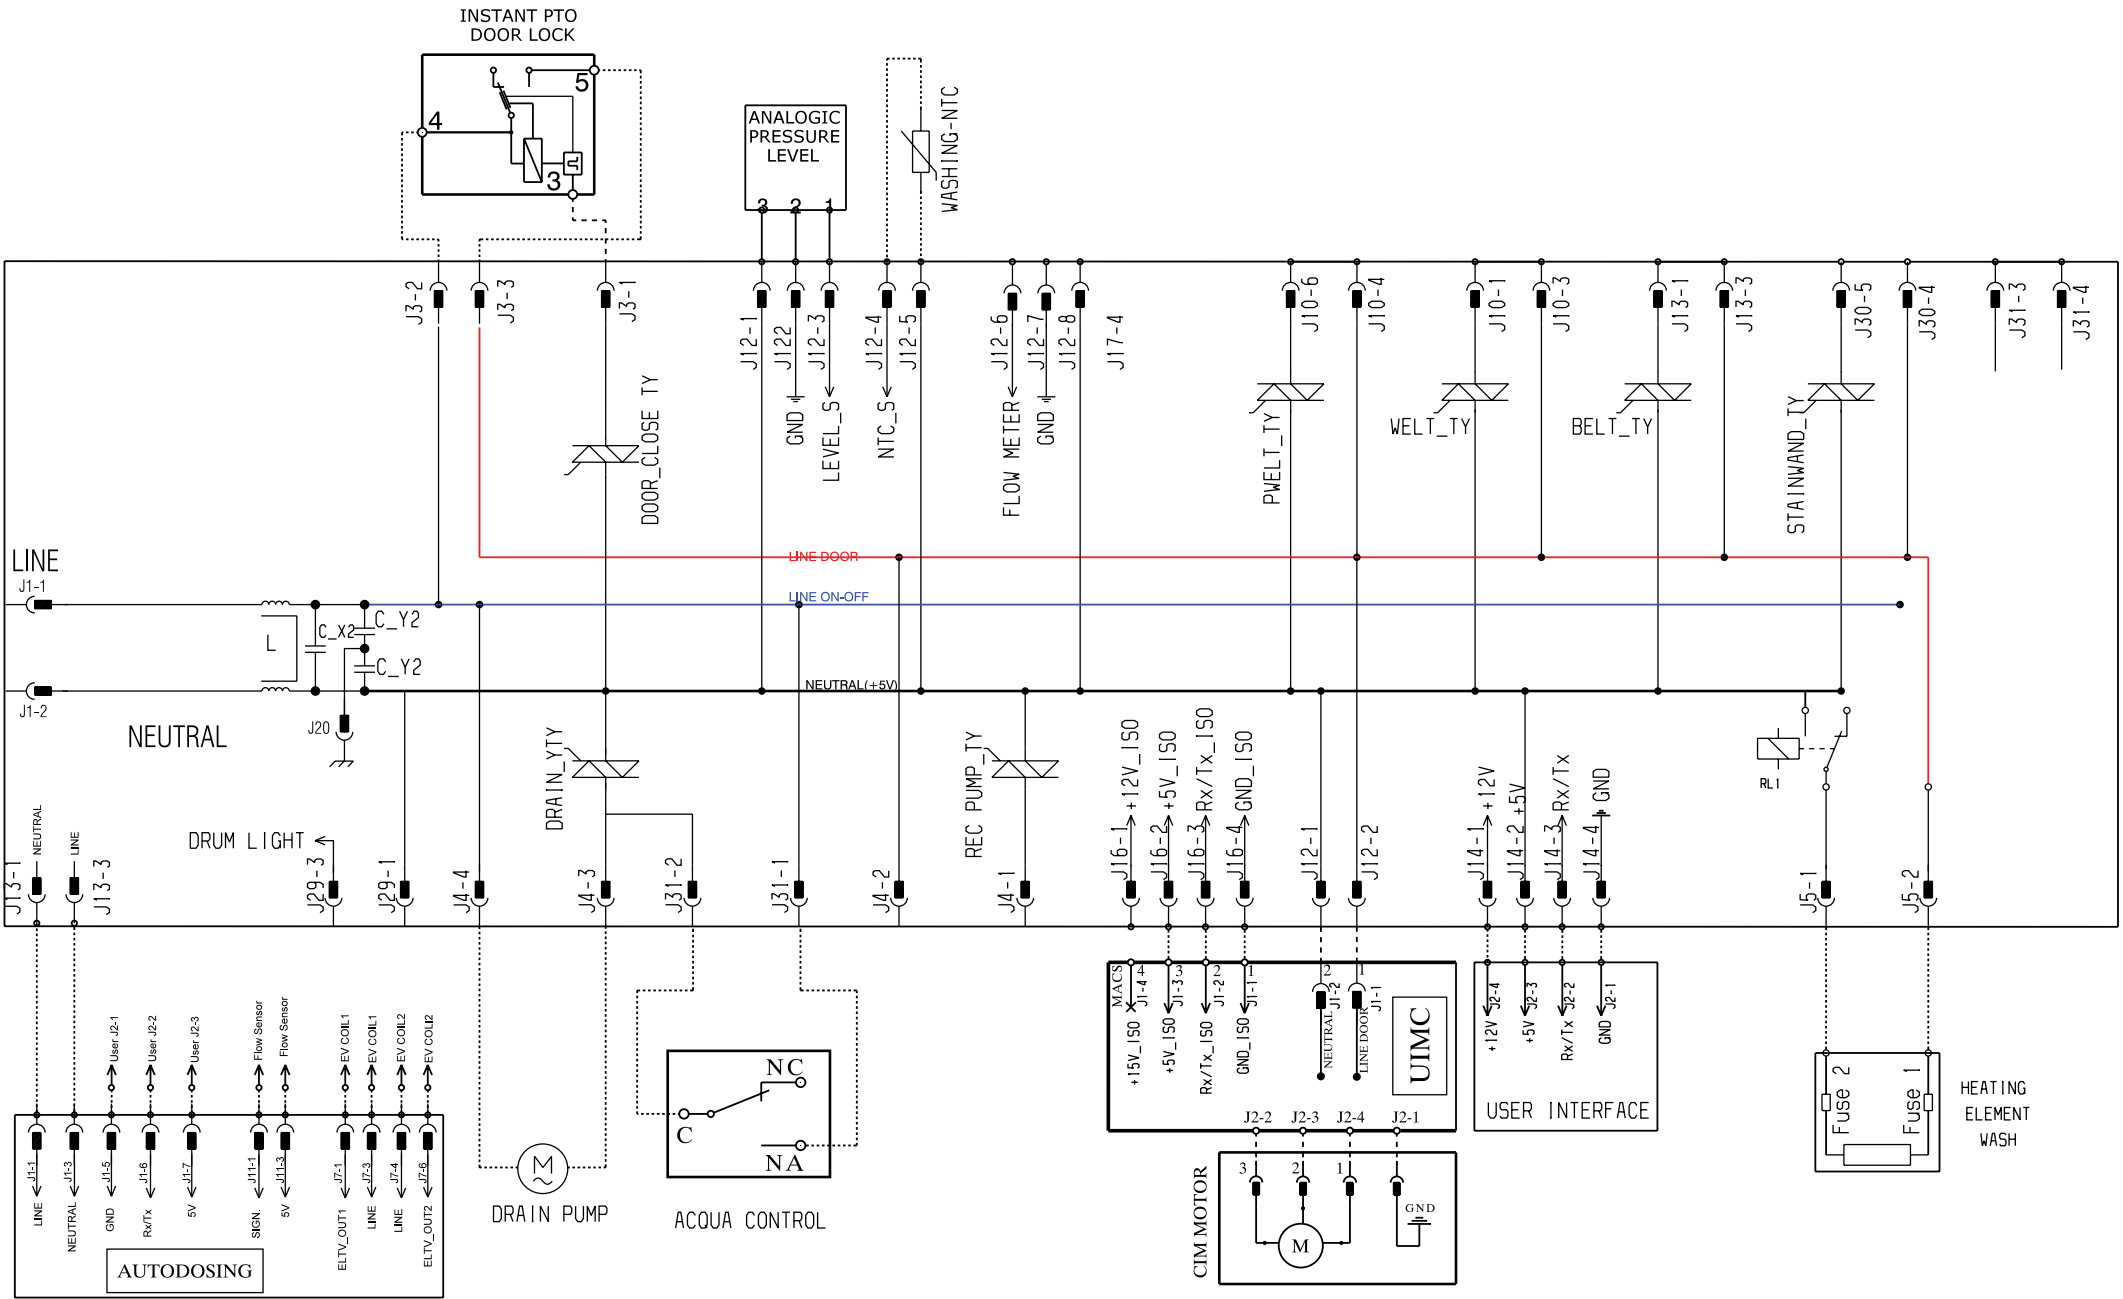 INSTANT PTO
DOOR LOCK
5
4
3
ANALOGIC
PRESSURE
LEVEL
3
2
1
WASHING-NTC
J3-2
J3-3
J3-1
J12-1
J122
J12-3
J12-4
J12-5
J12-6
J12-7
J12-8
J17-4
J10-6
J10-4
J10-1
J10-3
J13-1
J13-3
J30-5
J30-4
J31-3
J31-4
DOOR_CLOSE TY
GND
LEVEL_S
NTC_S
FLOW METER
GND
PWELT_TY
WELT_TY
BELT_TY
STAINWAND_TY
LINE
J1-1
LINE DOOR
LINE ON-OFF
L
C_X2
C_Y2
C_Y2
NEUTRAL(+5V)
J1-2
NEUTRAL
J20
DRAIN_YTY
REC PUMP_TY
+12V_ISO
+5V_ISO
Rx/Tx_ISO
GND_ISO
+12V
+5V
Rx/Tx
GND
RL1
NEUTRAL
LINE
DRUM LIGHT
J13-1
J13-3
J29-3
J29-1
J4-4
J4-3
J31-2
J31-1
J4-2
J4-1
J16-1
J16-2
J16-3
J16-4
J12-1
J12-2
J14-1
J14-2
J14-3
J14-4
J5-1
J5-2
MACS
4
3
2
1
2
1
J1-4
J1-3
J1-2
J1-1
J1-2
J1-1
+15V_ISO
+5V_ISO
Rx/Tx_ISO
GND_ISO
NEUTRAL
LINE DOOR
UIMC
J2-4
J2-3
J2-2
J2-1
+12V
+5V
Rx/Tx
GND
USER INTERFACE
User J2-1
User J2-2
User J2-3
Flow Sensor
Flow Sensor
EV COIL1
EV COIL1
EV COIL2
EV COLI2
J1-1
J1-3
J1-5
J1-6
J1-7
J11-1
J11-3
J7-1
J7-3
J7-4
J7-6
LINE
NEUTRAL
GND
Rx/Tx
5V
SIGN.
5V
ELTV_OUT1
LINE
LINE
ELTV_OUT2
AUTODOSING
M
DRAIN PUMP
NC
C
NA
ACQUA CONTROL
J2-2
J2-3
J2-4
J2-1
3
2
1
GND
M
CIM MOTOR
Fuse 2
Fuse 1
HEATING
ELEMENT
WASH